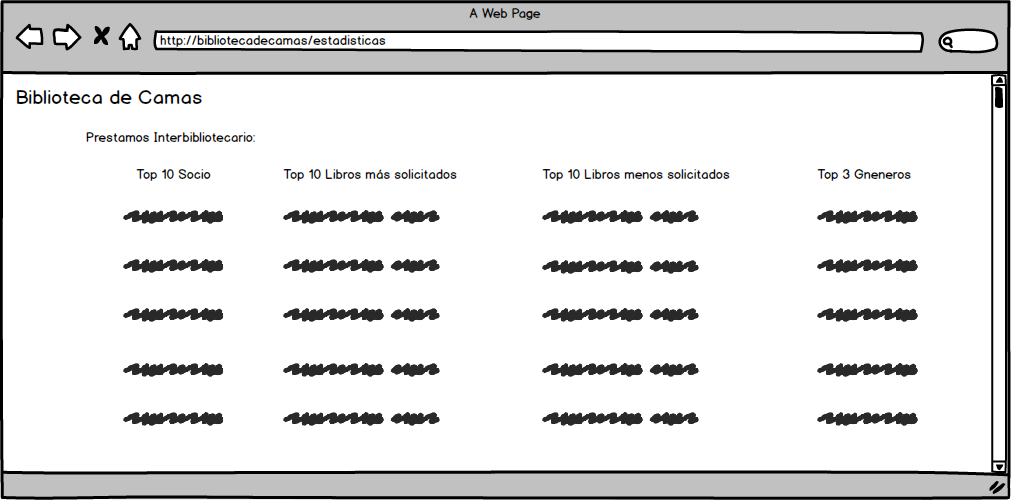 A Web Page
http://bibliotecadecamas/estadisticas
Biblioteca de Camas
Prestamos Interbibliotecario:
Top 10 Socio
Top 10 Libros más solicitados
Top 10 Libros menos solicitados
Top 3 Gneneros